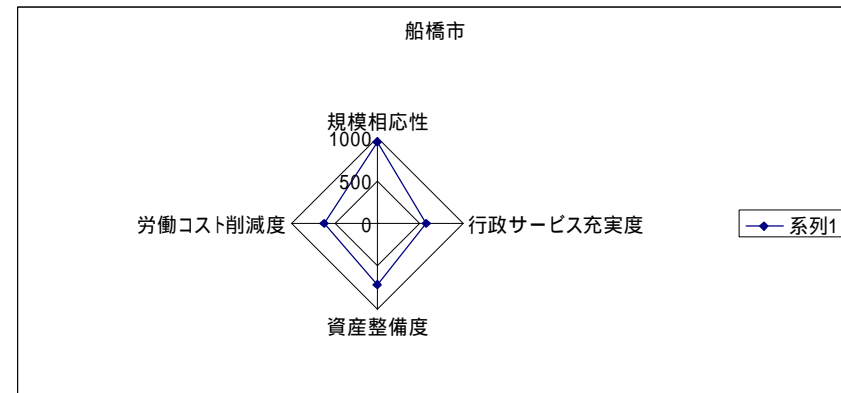 船橋市
規模相応性
1000
500
0
労働コスト削減度
行政サービス充実度
系列1
資産整備度